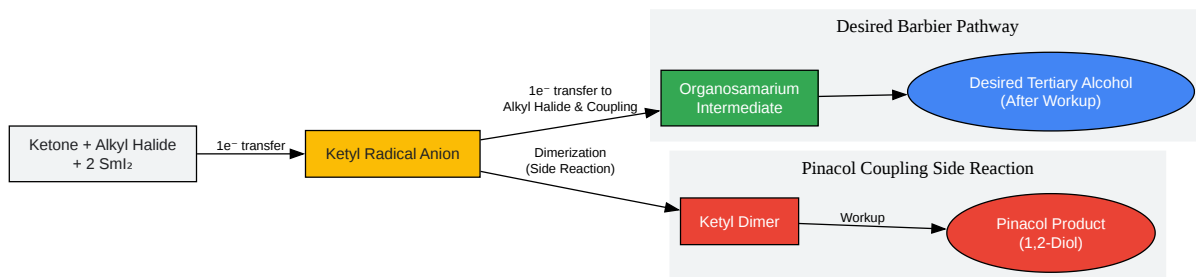 Desired Barbier Pathway
Pinacol Coupling Side Reaction
Ketone + Alkyl Halide
+ 2 SmI₂
1e⁻ transfer
Ketyl Radical Anion
1e⁻ transfer to
Alkyl Halide & Coupling
Organosamarium
Intermediate
Desired Tertiary Alcohol
(After Workup)
Dimerization
(Side Reaction)
Ketyl Dimer
Workup
Pinacol Product
(1,2-Diol)